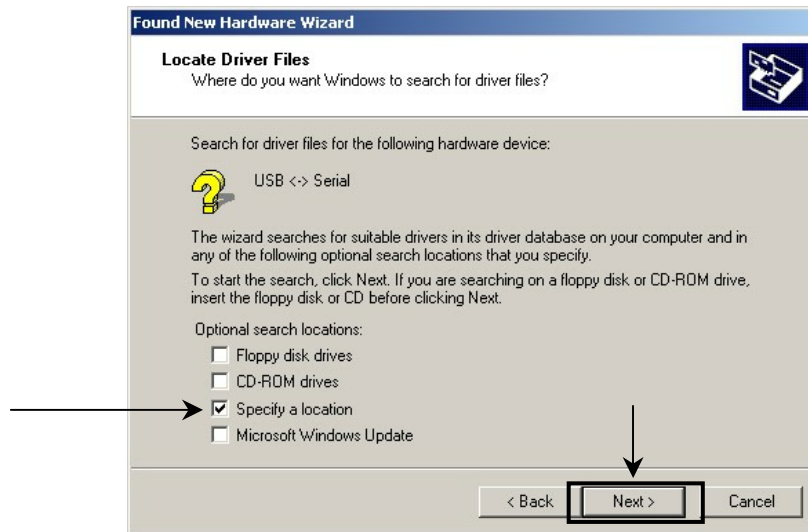 Found New Hardware Wizard
Locate Driver Files
Where do you want Windows to search for driver files?
Search for driver files for the following hardware device:
USB <-> Serial
The wizard searches for suitable drivers in its driver database on your computer and in
any of the following optional search locations that you specify.
To start the search, click Next. If you are searching on a floppy disk or CD-ROM drive,
insert the floppy disk or CD before clicking Next.
Optional search locations:
Floppy disk drives
CD-ROM drives
Specify a location
Microsoft Windows Update
< Back Next > Cancel